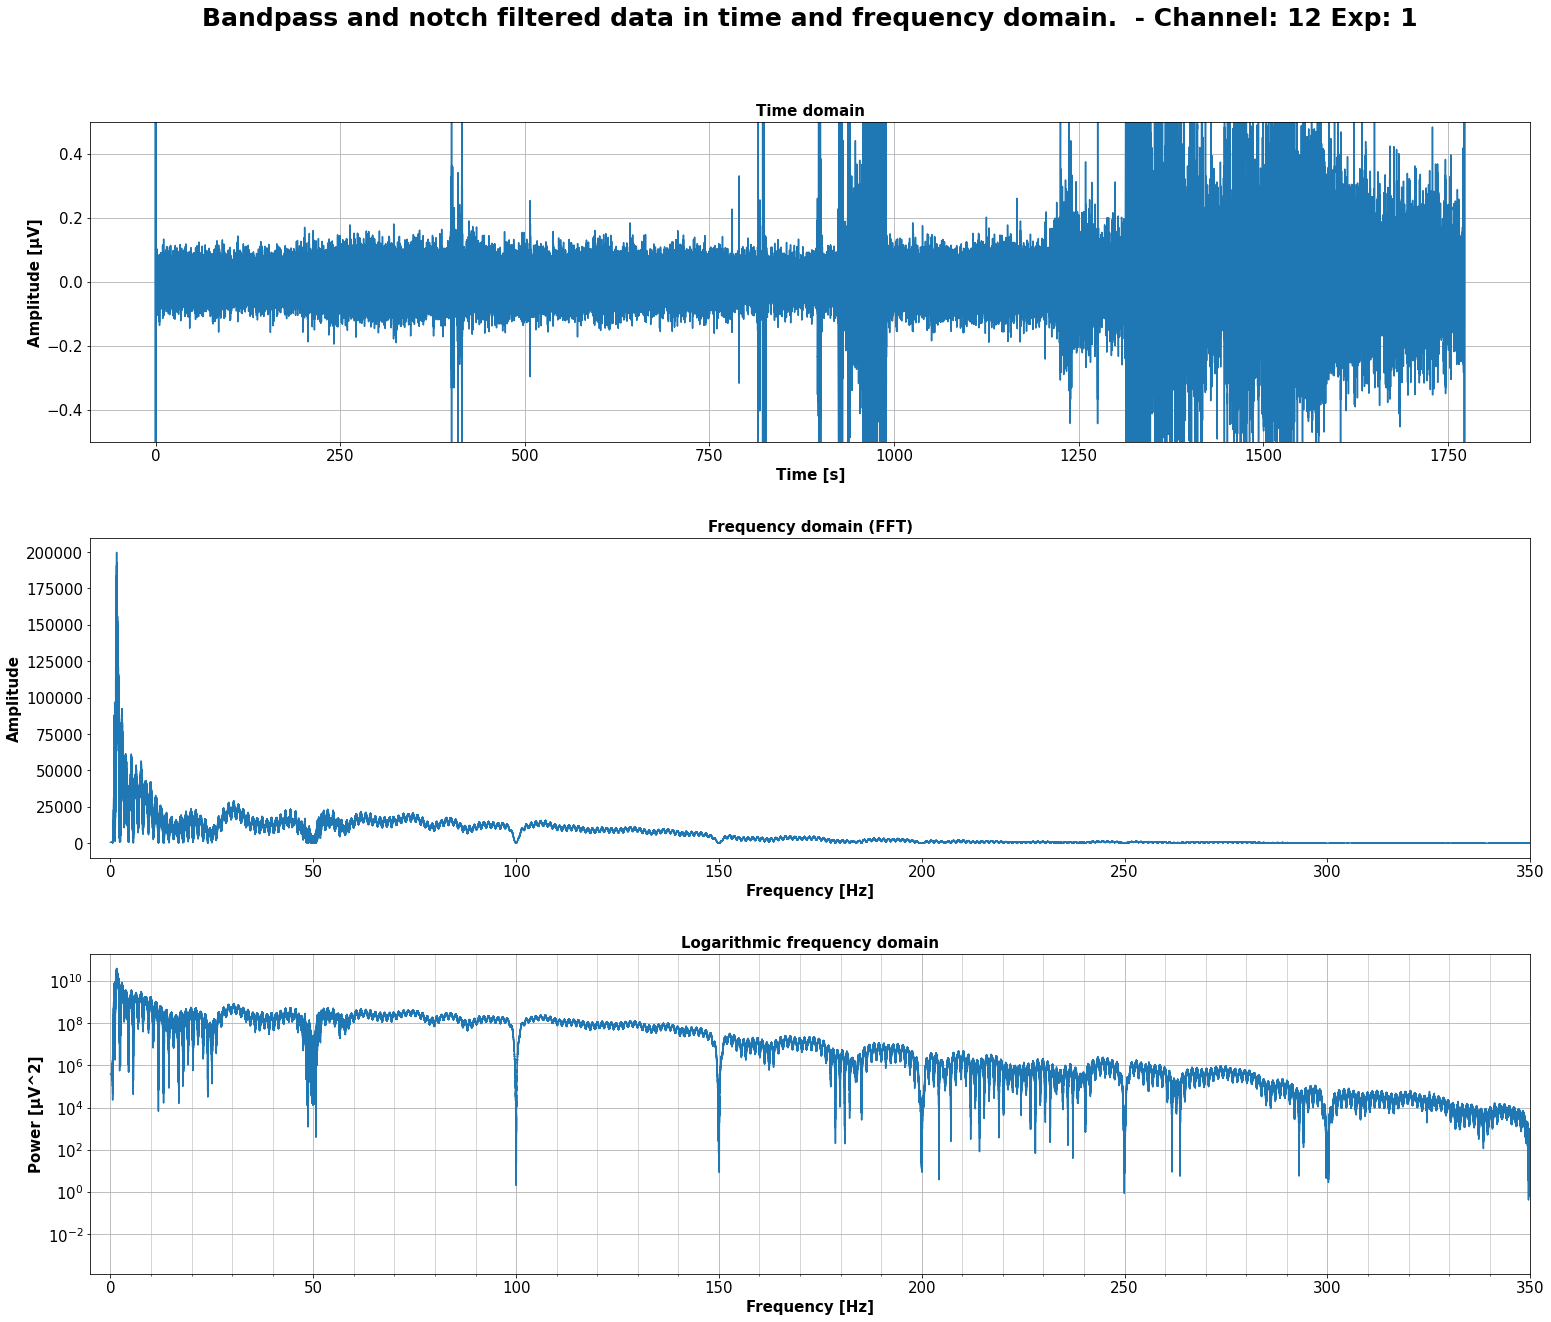 Bandpass and notch filtered data in time and frequency domain.  - Channel: 12 Exp: 1
Time domain
Amplitude [µV]
0.4
0.2
0.0
−0.2
−0.4
0 250 500 750 1000 1250 1500 1750
Time [s]
Frequency domain (FFT)
Amplitude
200000
175000
150000
125000
100000
75000
50000
25000
0
0 50 100 150 200 250 300 350
Frequency [Hz]
Logarithmic frequency domain
Power [µV^2]
10^10
10^8
10^6
10^4
10^2
10^0
10^−2
0 50 100 150 200 250 300 350
Frequency [Hz]